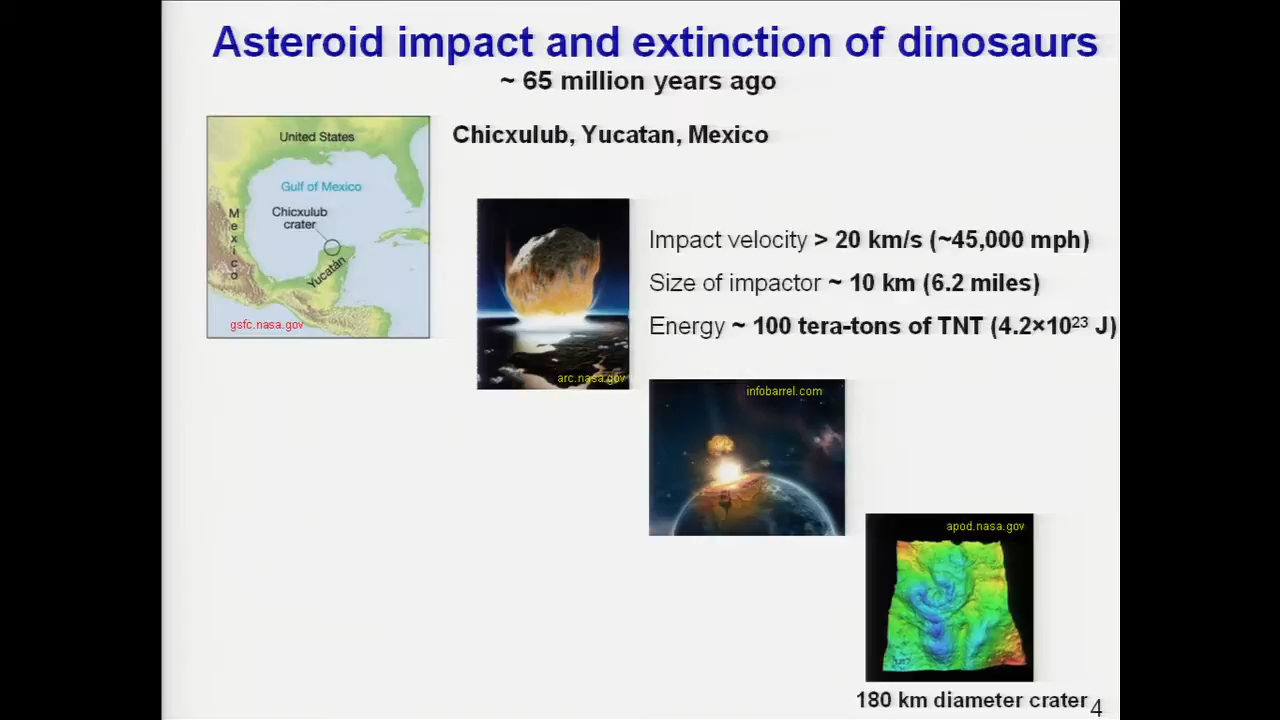 Asteroid impact and extinction of dinosaurs
~ 65 million years ago
Chicxulub, Yucatan, Mexico
United States
Gulf of Mexico
Chicxulub
crater
Mexico
Yucatán
gsfc.nasa.gov
Impact velocity > 20 km/s (~45,000 mph)
Size of impactor ~ 10 km (6.2 miles)
Energy ~ 100 tera-tons of TNT (4.2×10²³ J)
arc.nasa.gov
infobarrel.com
apod.nasa.gov
180 km diameter crater
4